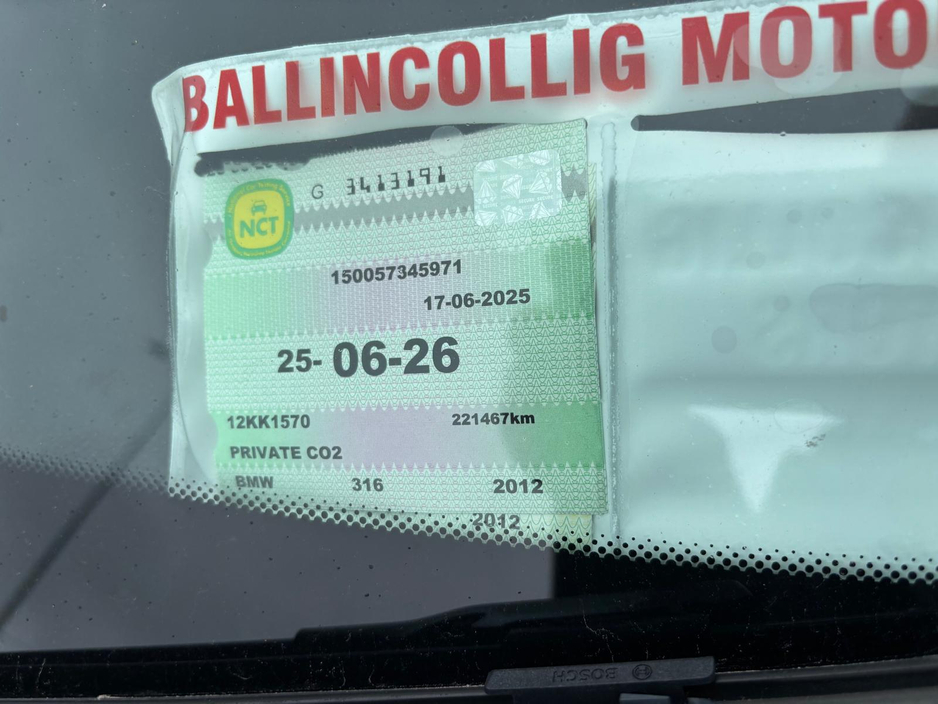 BALLINCOLLIG MOTO
NCT
G 3413191
150057345971
17-06-2025
25- 06-26
12KK1570 221467km
PRIVATE CO2
BMW 316 2012
2012
BOSCH